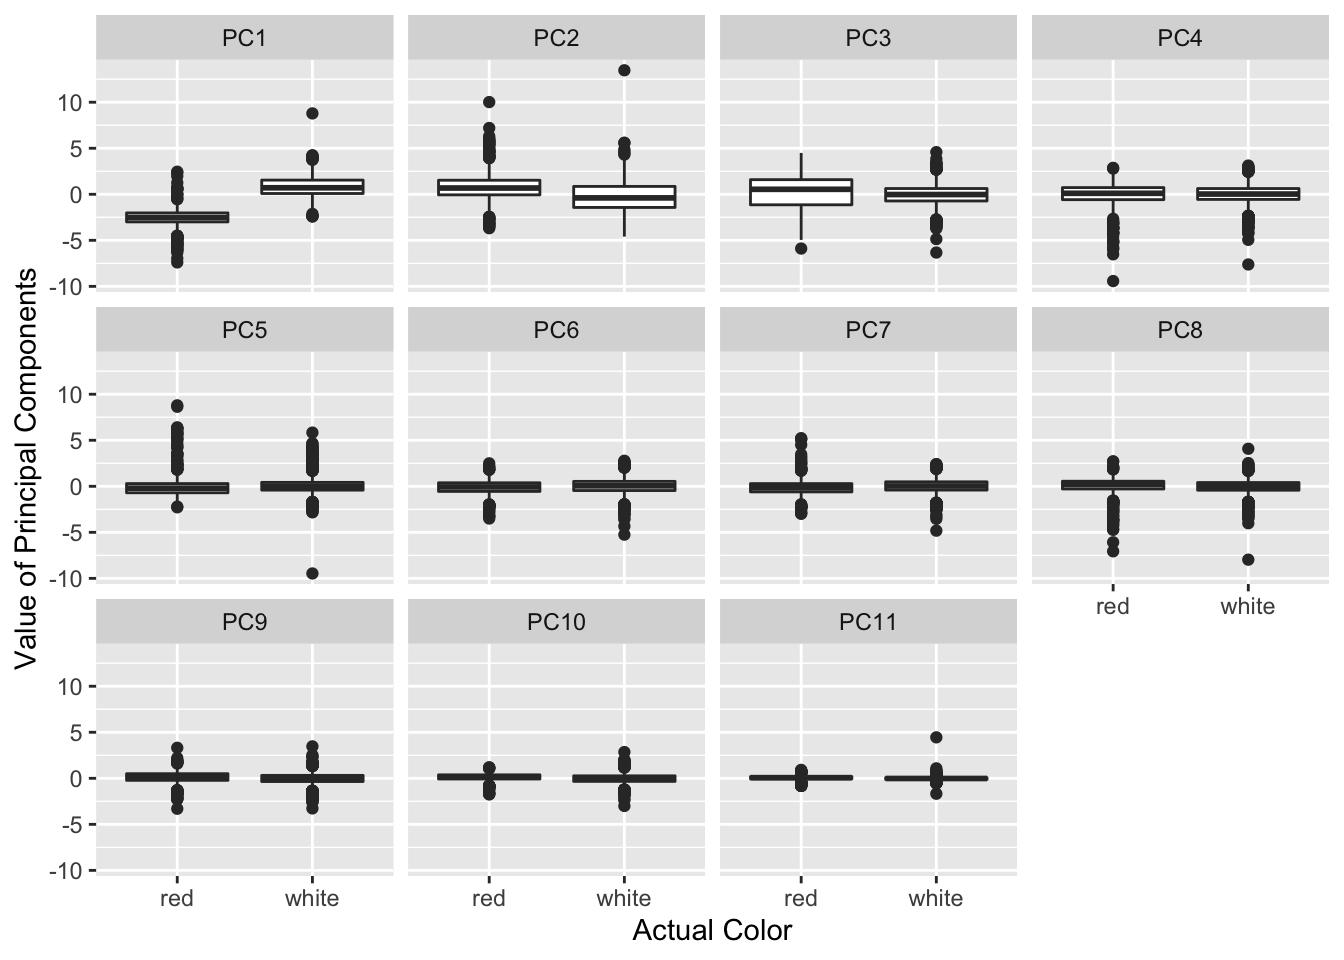 PC1 PC2 PC3 PC4
10
5
0
-5
-10
PC5 PC6 PC7 PC8
10
5
0
-5
-10
red white
PC9 PC10 PC11
10
5
0
-5
-10
red white red white red white
Actual Color
Value of Principal Components